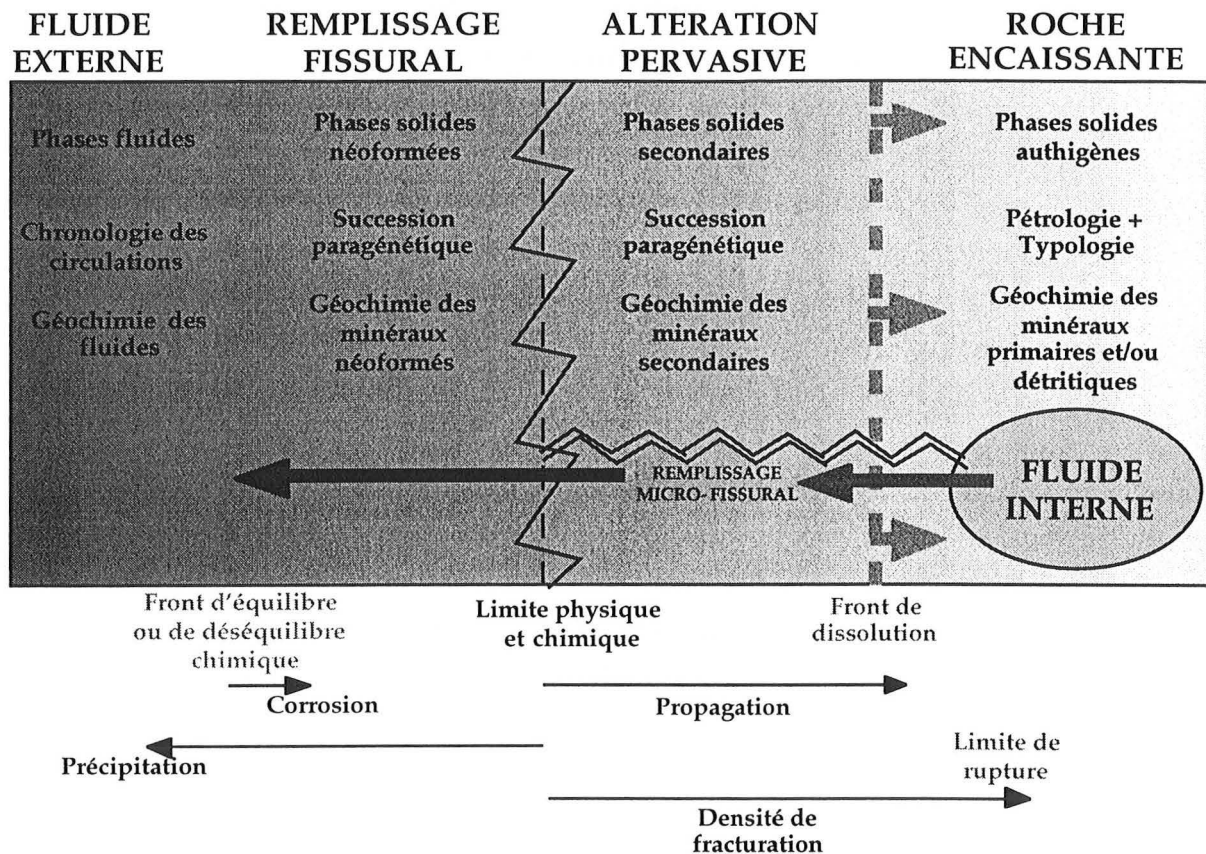 FLUIDE
EXTERNE
REMPLISSAGE
FISSURAL
ALTERATION
PERVASIVE
ROCHE
ENCAISSANTE
Phases fluides
Phases solides
néoformées
Phases solides
secondaires
Phases solides
authigènes
Chronologie des
circulations
Succession
paragénétique
Succession
paragénétique
Pétrologie +
Typologie
Géochimie des
fluides
Géochimie des
minéraux
néoformés
Géochimie des
minéraux
secondaires
Géochimie des
minéraux
primaires et/ou
détritiques
REMPLISSAGE
MICRO-FISSURAL
FLUIDE
INTERNE
Front d'équilibre
ou de déséquilibre
chimique
Limite physique
et chimique
Front de
dissolution
Corrosion
Propagation
Précipitation
Limite de
rupture
Densité de
fracturation